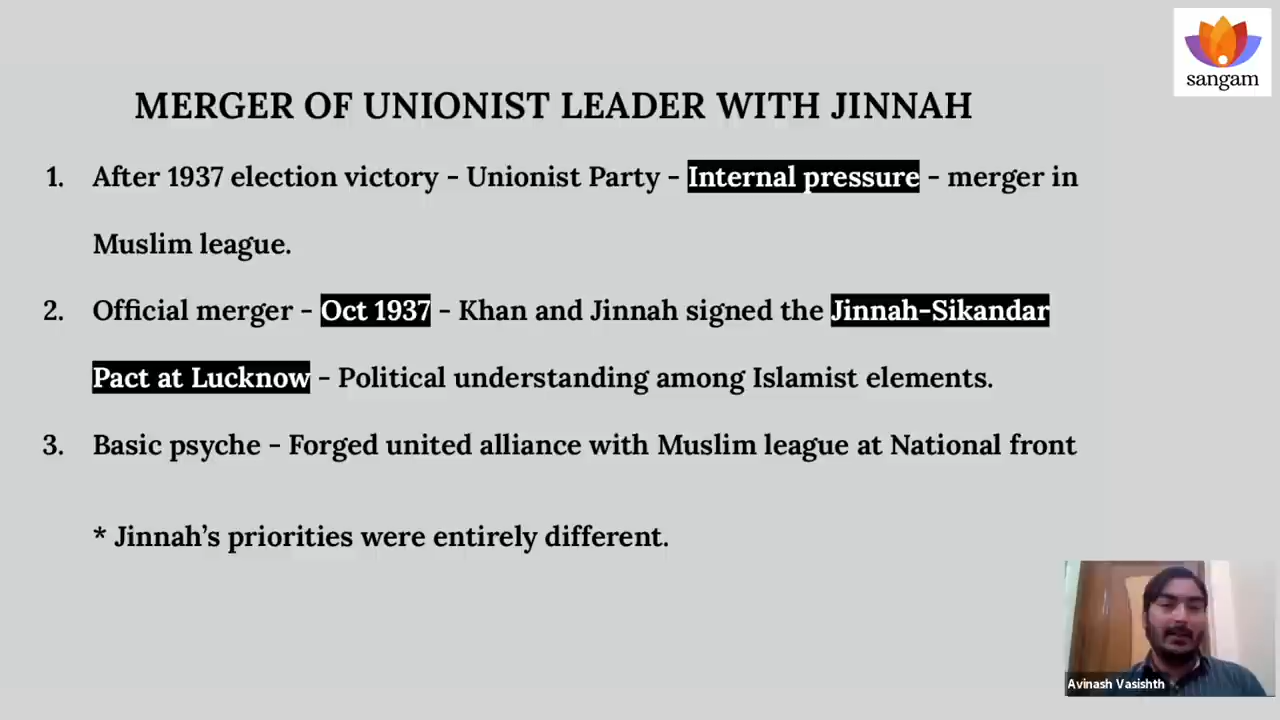 sangam
MERGER OF UNIONIST LEADER WITH JINNAH
1. After 1937 election victory - Unionist Party - Internal pressure - merger in
Muslim league.
2. Official merger - Oct 1937 - Khan and Jinnah signed the Jinnah-Sikandar
Pact at Lucknow - Political understanding among Islamist elements.
3. Basic psyche - Forged united alliance with Muslim league at National front
* Jinnah’s priorities were entirely different.
Avinash Vasishth